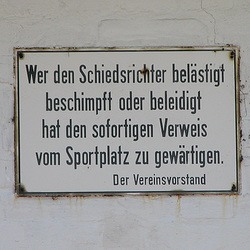 Wer den Schiedsrichter belästigt
beschimpft oder beleidigt
hat den sofortigen Verweis
vom Sportplatz zu gewärtigen.
Der Vereinsvorstand